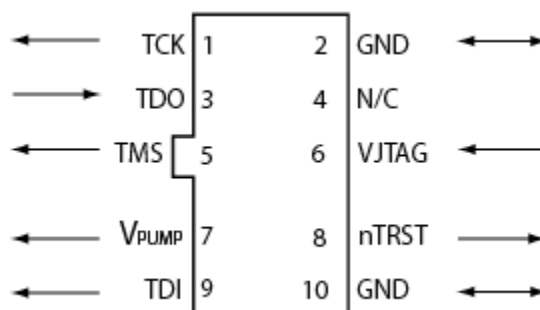 TCK 1 2 GND
TDO 3 4 N/C
TMS 5 6 VJTAG
VPUMP 7 8 nTRST
TDI 9 10 GND